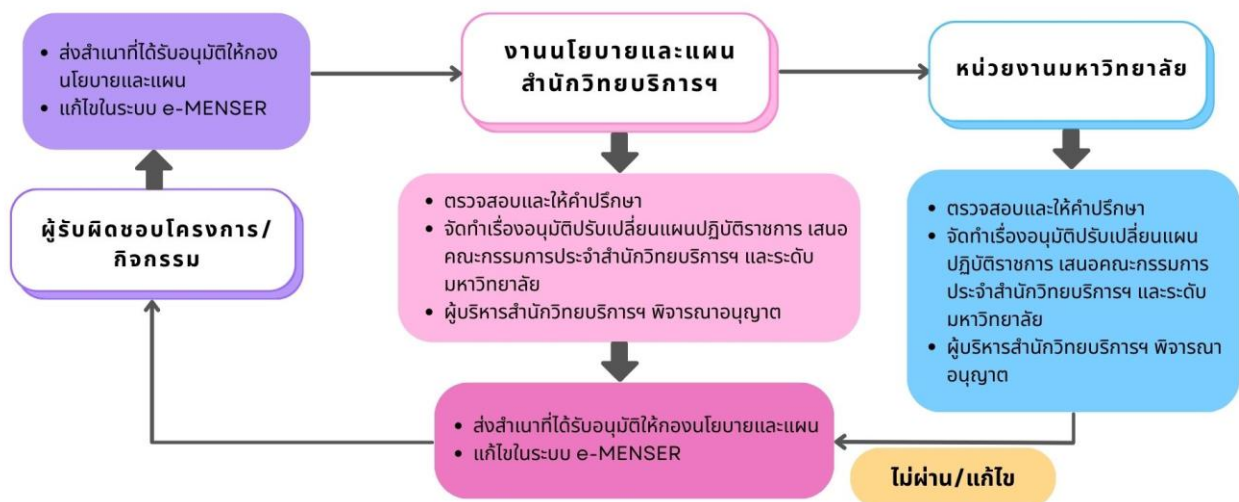 • ส่งสำเนาที่ได้รับอนุมัติให้กอง
นโยบายและแผน
• แก้ไขในระบบ e-MENSER
ผู้รับผิดชอบโครงการ/
กิจกรรม
งานนโยบายและแผน
สำนักวิทยบริการฯ
• ตรวจสอบและให้คำปรึกษา
• จัดทำเรื่องอนุมัติปรับเปลี่ยนแผนปฏิบัติราชการ เสนอ
คณะกรรมการประจำสำนักวิทยบริการฯ และระดับ
มหาวิทยาลัย
• ผู้บริหารสำนักวิทยบริการฯ พิจารณาอนุญาต
• ส่งสำเนาที่ได้รับอนุมัติให้กองนโยบายและแผน
• แก้ไขในระบบ e-MENSER
หน่วยงานมหาวิทยาลัย
• ตรวจสอบและให้คำปรึกษา
• จัดทำเรื่องอนุมัติปรับเปลี่ยนแผน
ปฏิบัติราชการ เสนอคณะกรรมการ
ประจำสำนักวิทยบริการฯ และระดับ
มหาวิทยาลัย
• ผู้บริหารสำนักวิทยบริการฯ พิจารณา
อนุญาต
ไม่ผ่าน/แก้ไข